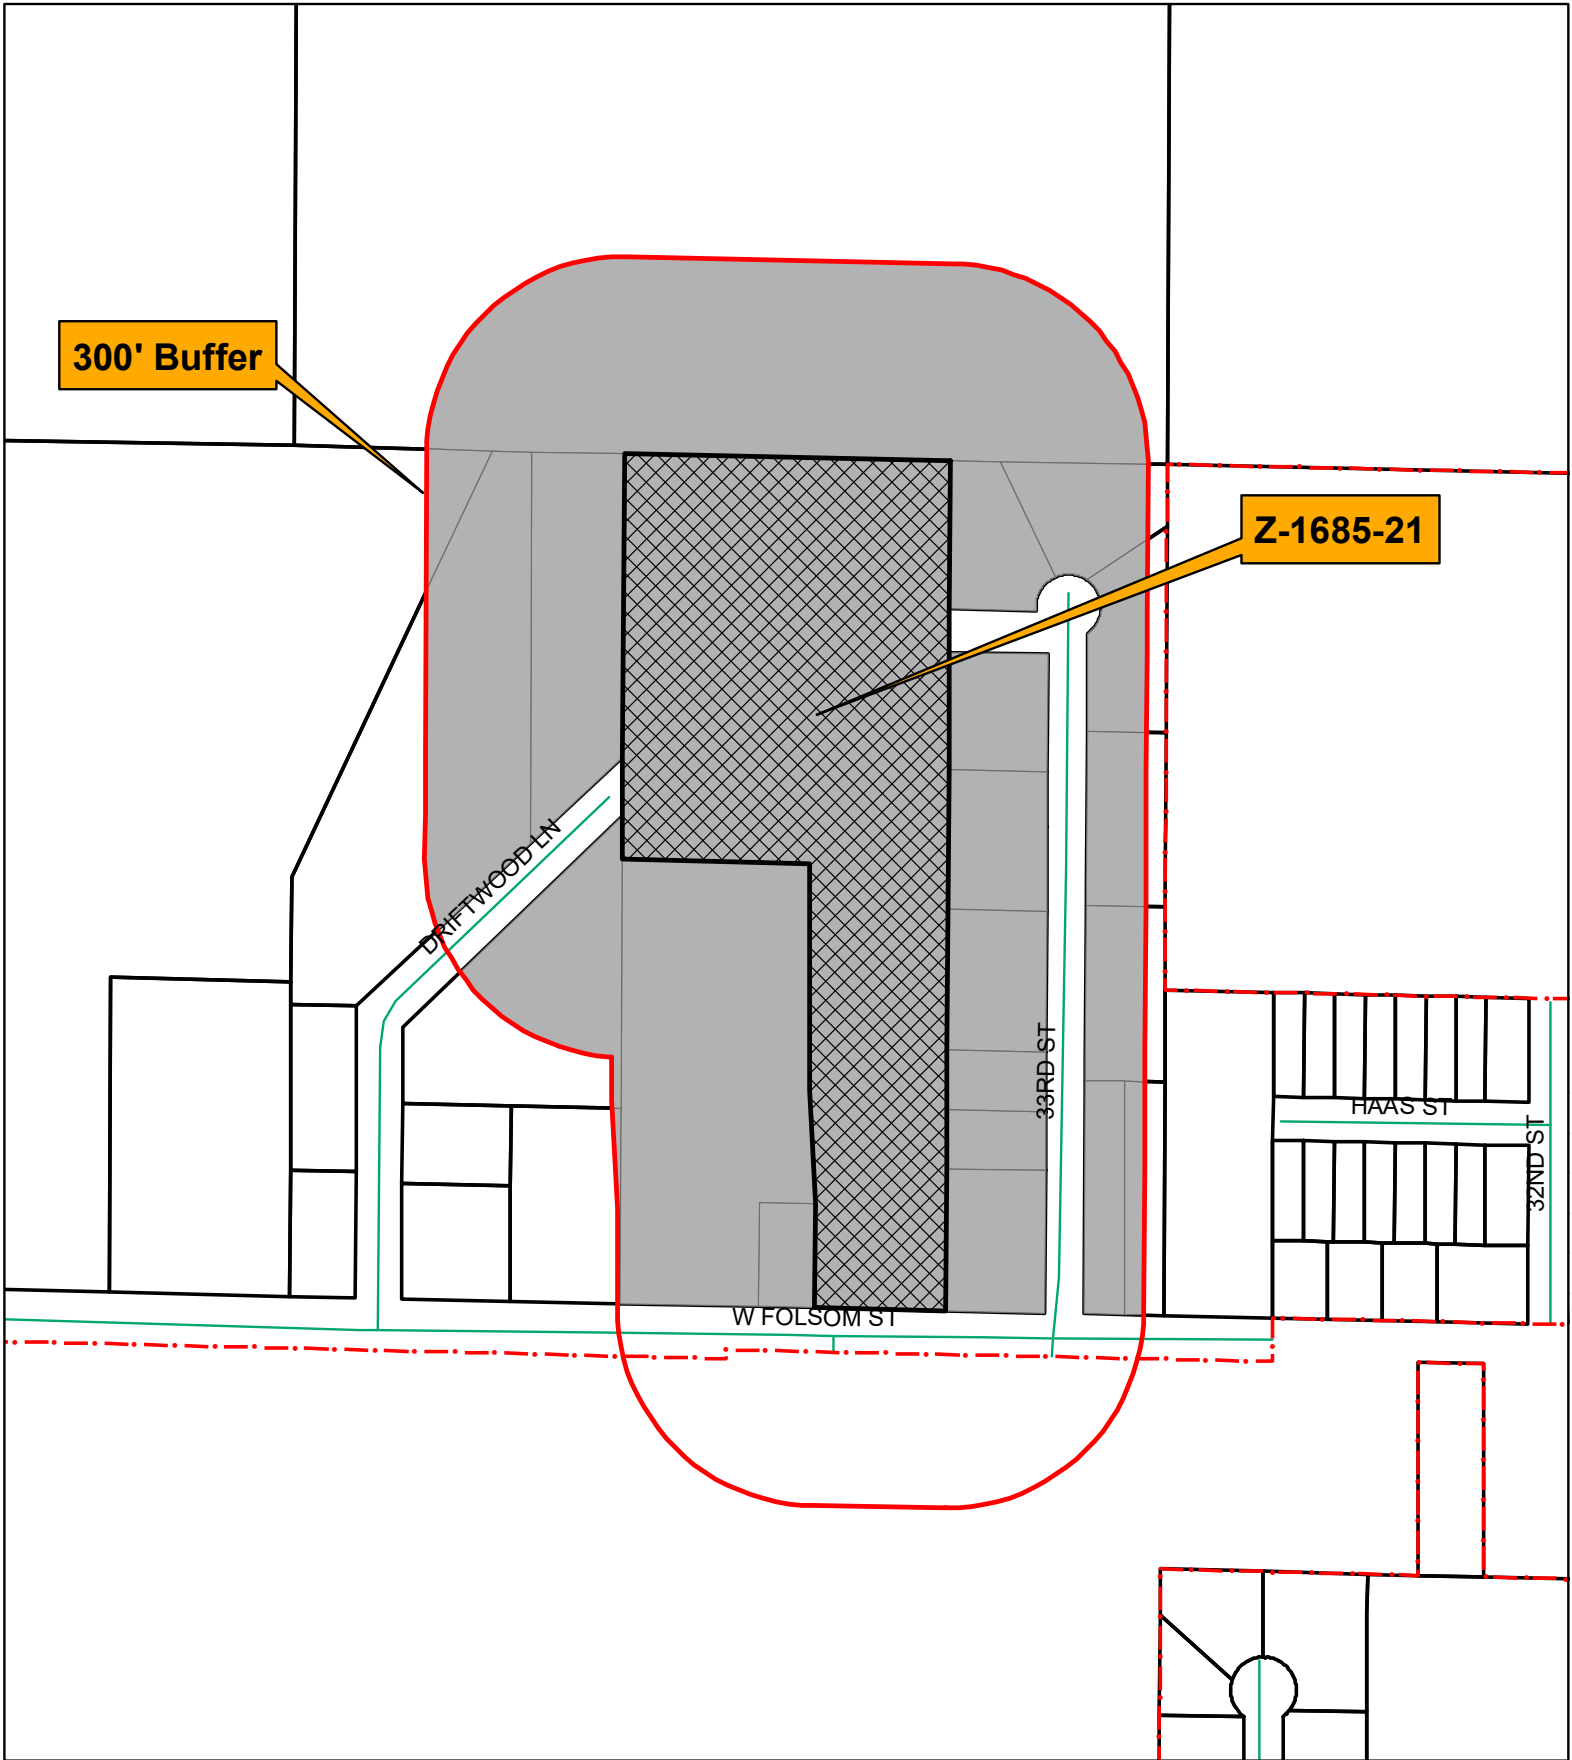 300' Buffer
Z-1685-21
DRIFTWOOD LN
33RD ST
HAAS ST
32ND ST
W FOLSOM ST